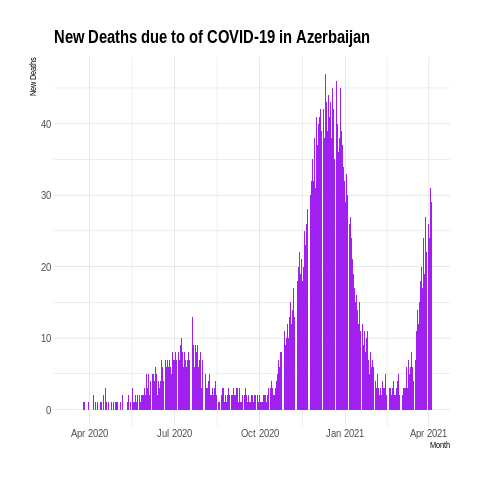 New Deaths due to of COVID-19 in Azerbaijan
New Deaths
40
30
20
10
0
Apr 2020 Jul 2020 Oct 2020 Jan 2021 Apr 2021
Month